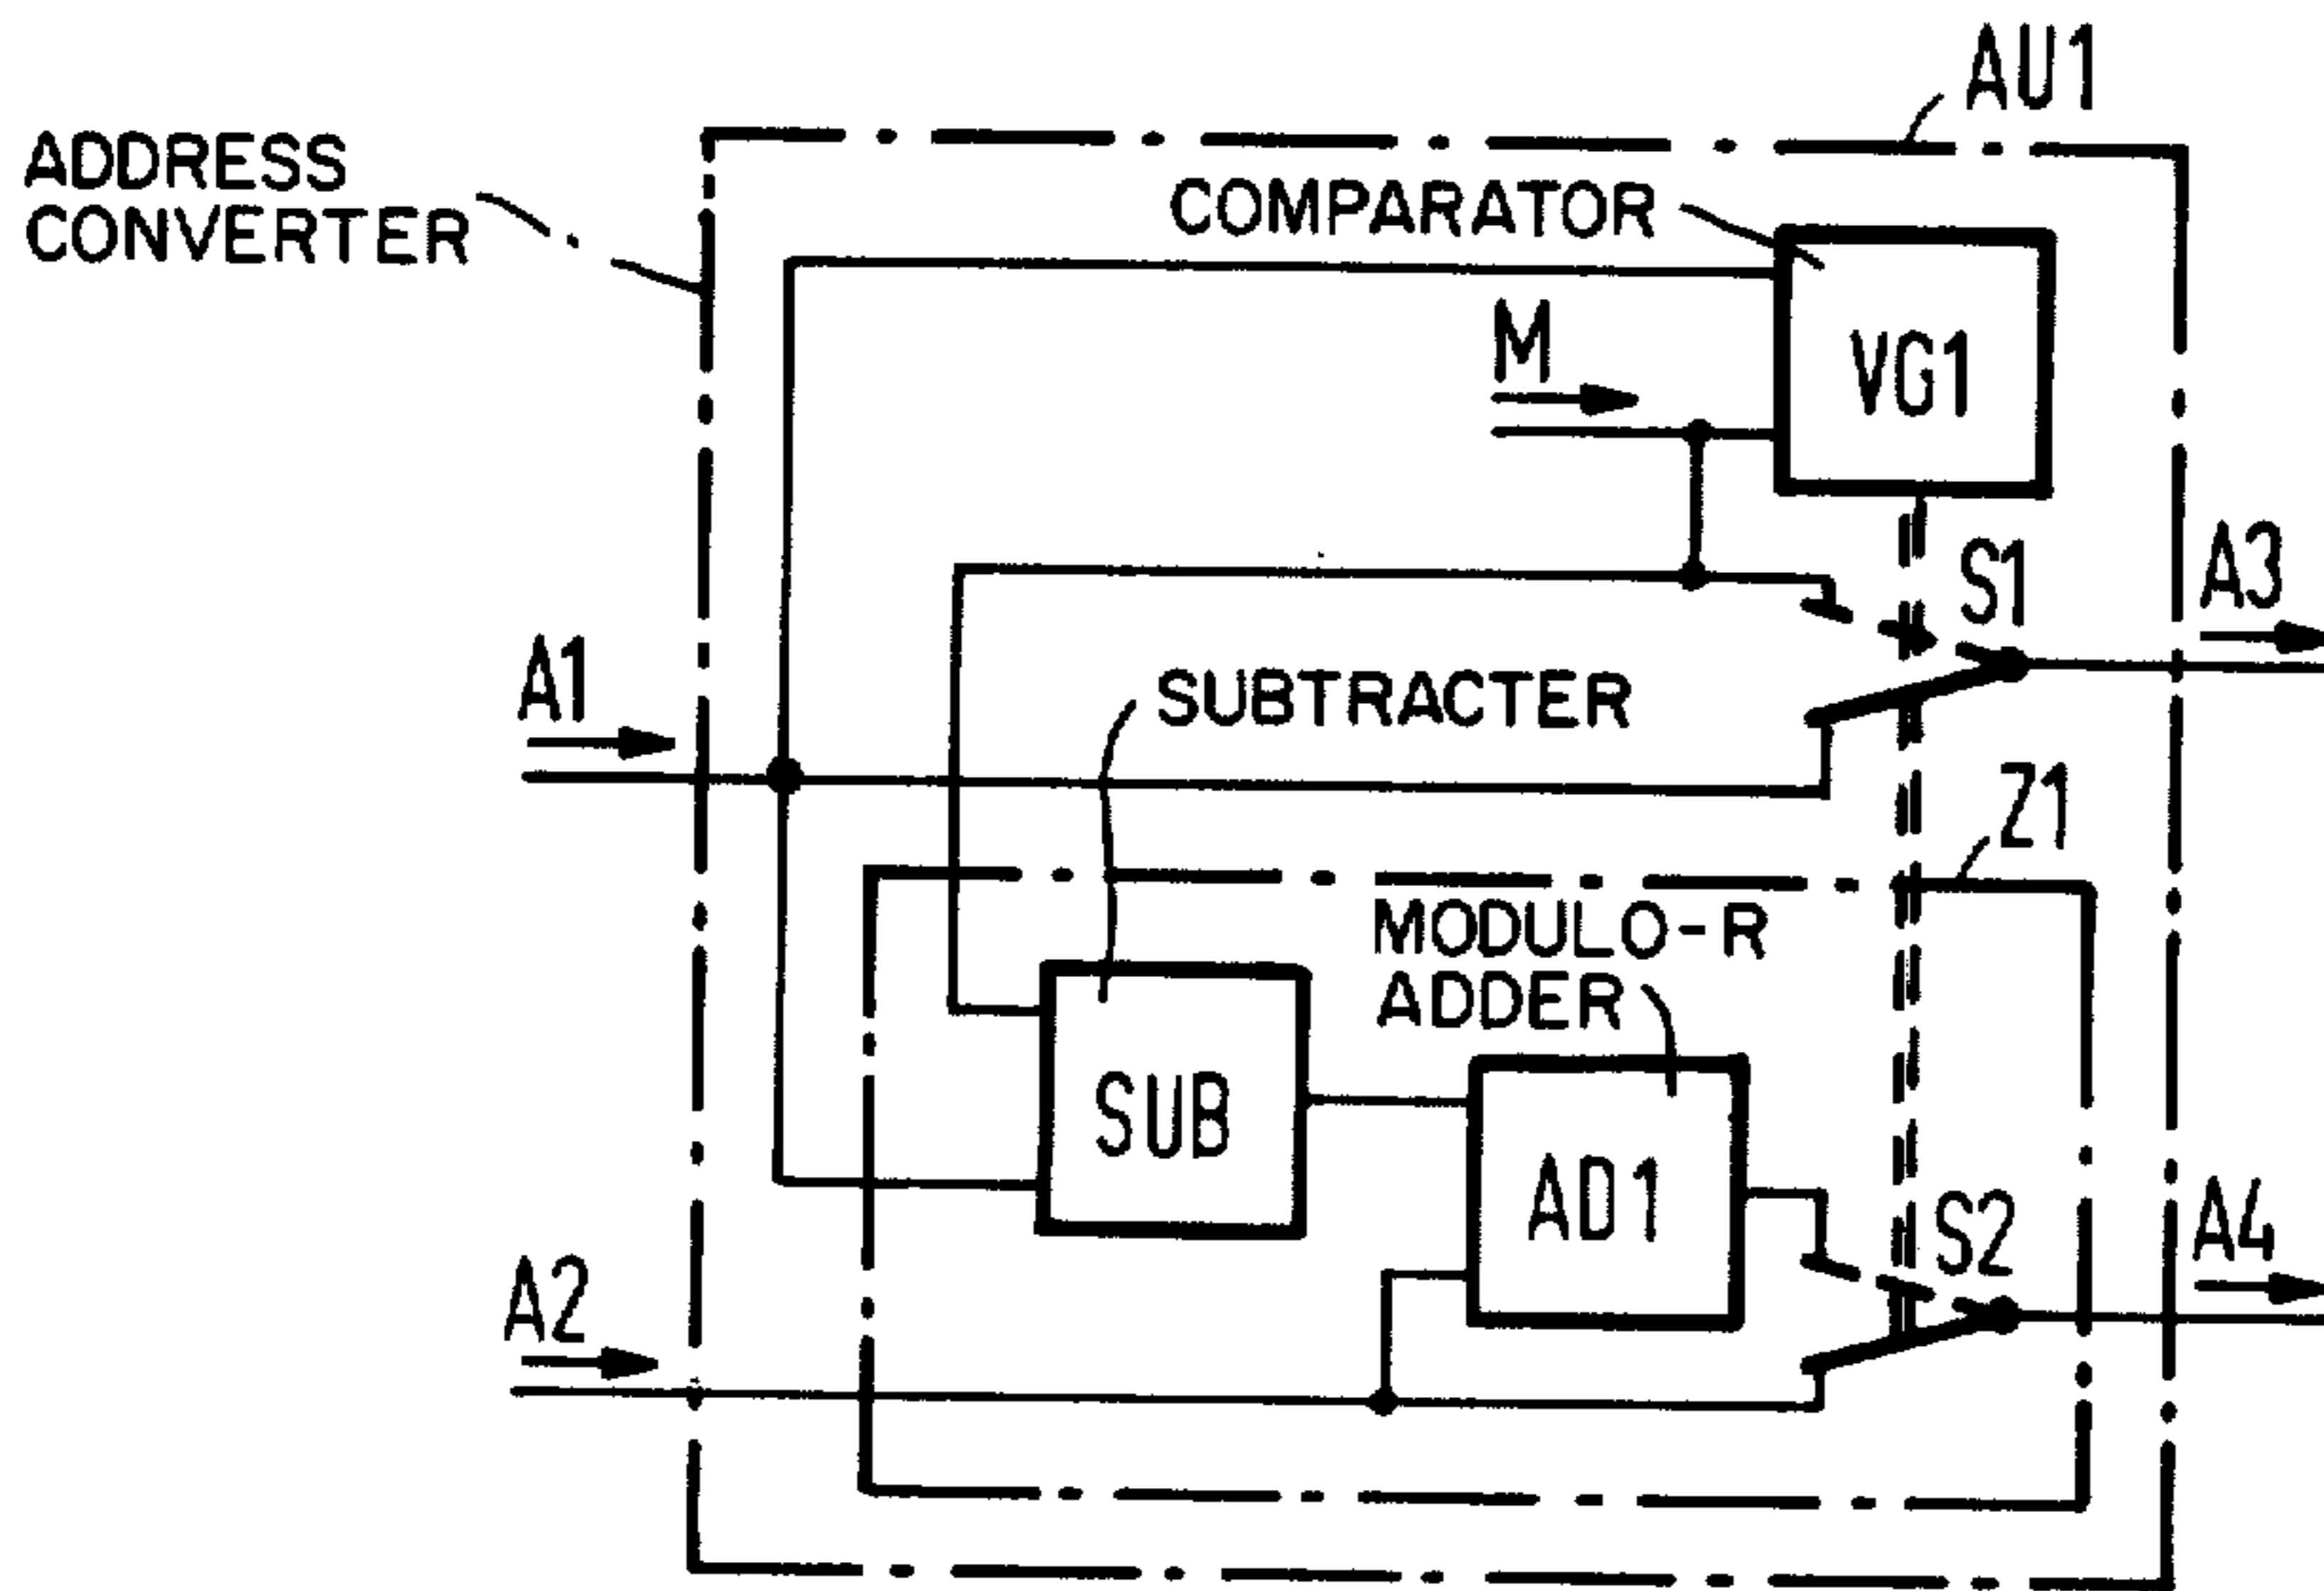 AU1
ADDRESS
CONVERTER
COMPARATOR
M
VG1
S1
A3
A1
SUBTRACTER
Z1
MODULO-R
ADDER
SUB
AD1
S2
A4
A2